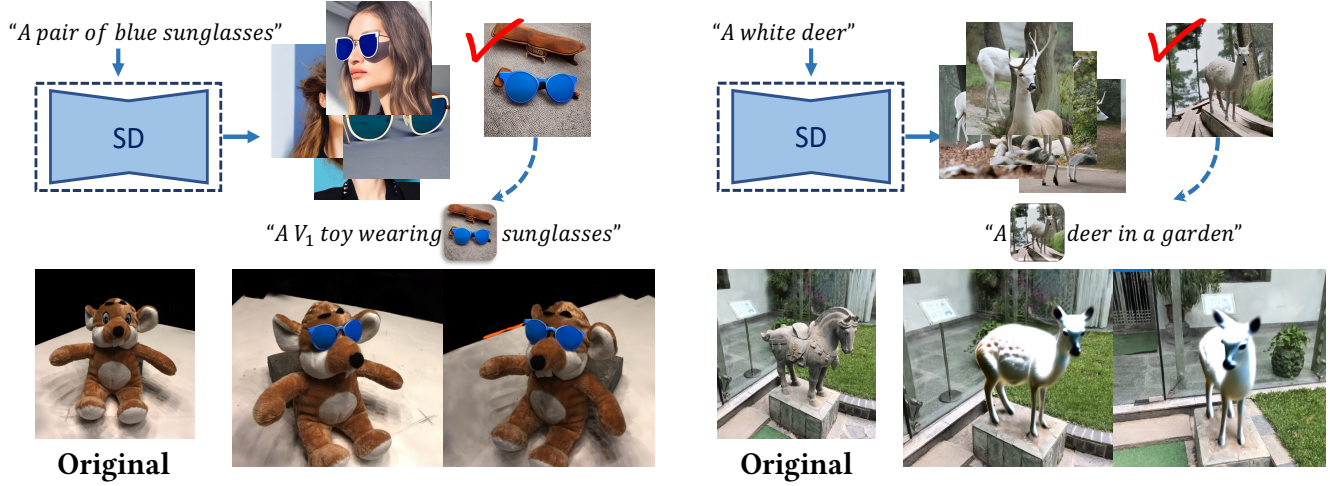 “A pair of blue sunglasses”
SD
“A V₁ toy wearing sunglasses”
Original
“A white deer”
SD
“A deer in a garden”
Original